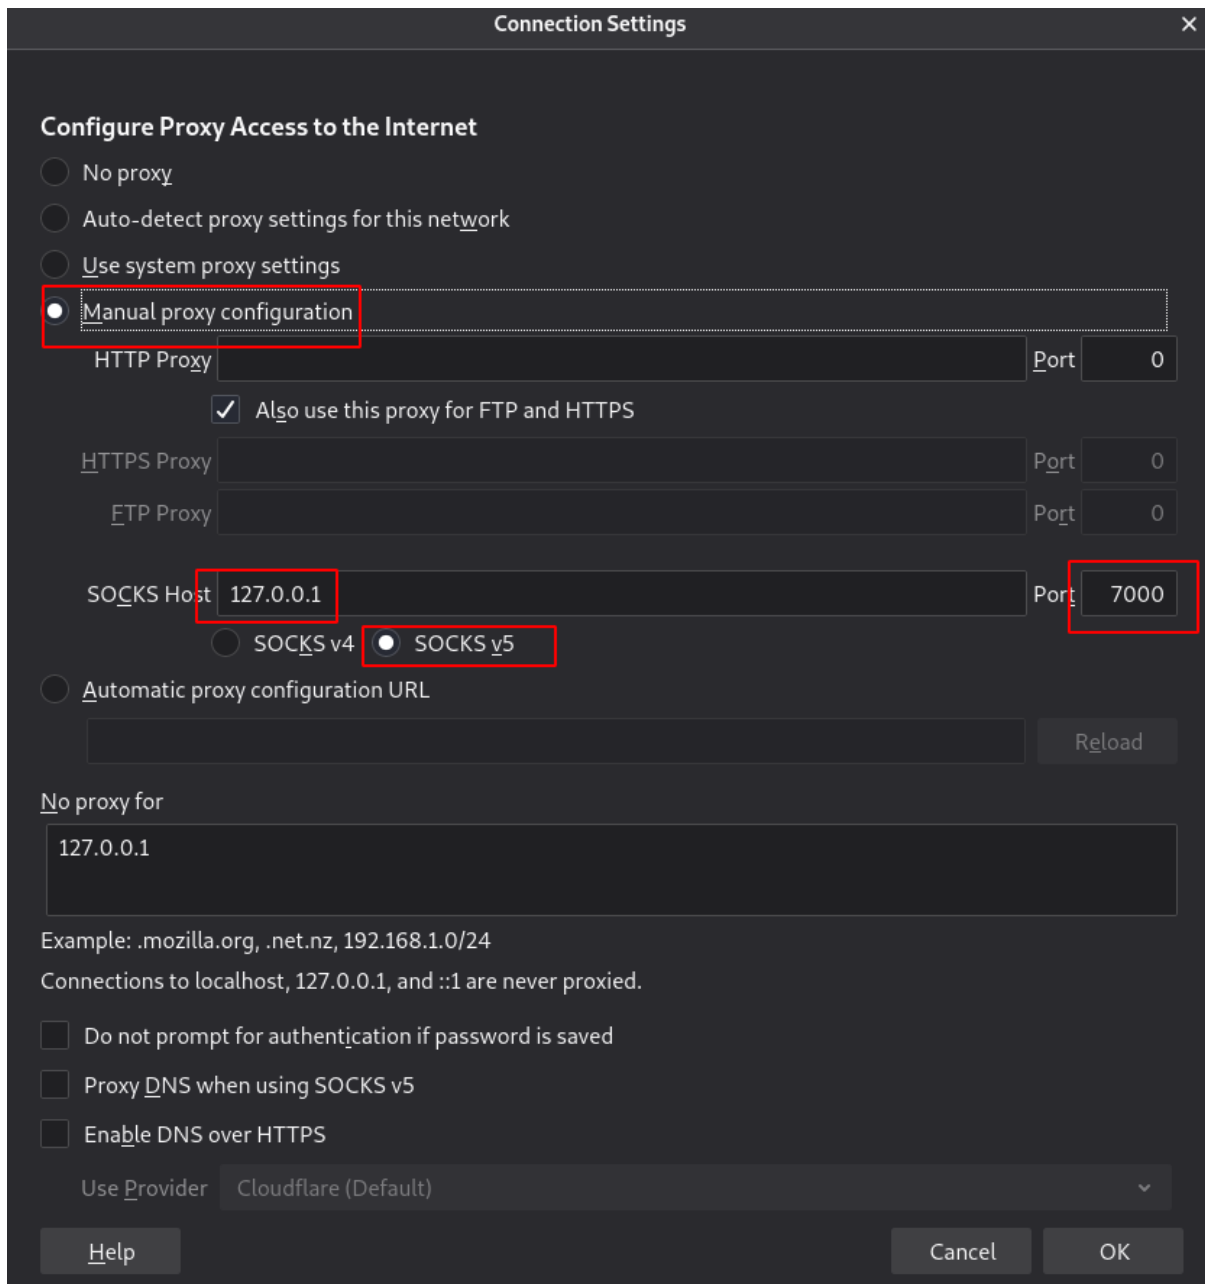 Connection Settings ×
Configure Proxy Access to the Internet
No proxy
Auto-detect proxy settings for this network
Use system proxy settings
Manual proxy configuration
HTTP Proxy Port 0
Also use this proxy for FTP and HTTPS
HTTPS Proxy Port 0
FTP Proxy Port 0
SOCKS Host 127.0.0.1 Port 7000
SOCKS v4 SOCKS v5
Automatic proxy configuration URL
Reload
No proxy for
127.0.0.1
Example: .mozilla.org, .net.nz, 192.168.1.0/24
Connections to localhost, 127.0.0.1, and ::1 are never proxied.
Do not prompt for authentication if password is saved
Proxy DNS when using SOCKS v5
Enable DNS over HTTPS
Use Provider Cloudflare (Default)
Help Cancel OK